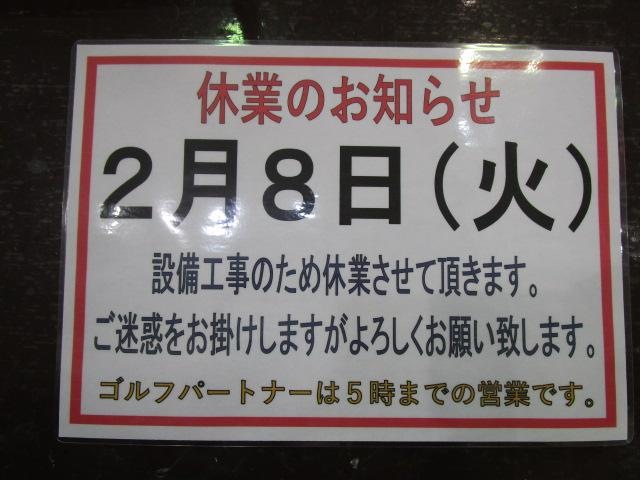 休業のお知らせ
2月8日(火)
設備工事のため休業させて頂きます。
ご迷惑をお掛けしますがよろしくお願い致します。
ゴルフパートナーは5時までの営業です。